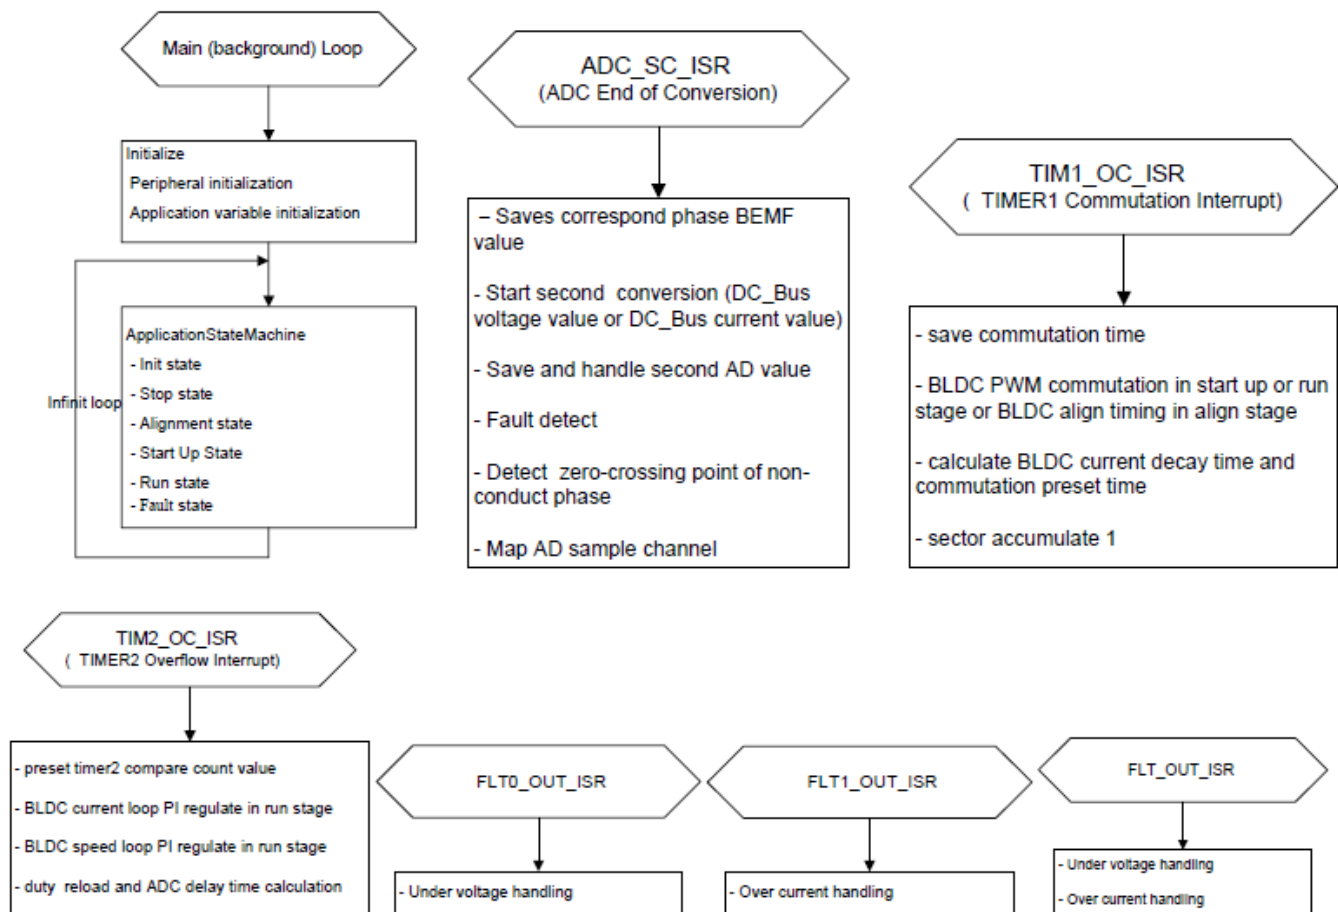 Main (background) Loop
Initialize
Peripheral initialization
Application variable initialization
Infinit loop
ApplicationStateMachine
- Init state
- Stop state
- Alignment state
- Start Up State
- Run state
- Fault state
ADC_SC_ISR
(ADC End of Conversion)
– Saves correspond phase BEMF
value
- Start second conversion (DC_Bus
voltage value or DC_Bus current value)
- Save and handle second AD value
- Fault detect
- Detect zero-crossing point of non-
conduct phase
- Map AD sample channel
TIM1_OC_ISR
( TIMER1 Commutation Interrupt)
- save commutation time
- BLDC PWM commutation in start up or run
stage or BLDC align timing in align stage
- calculate BLDC current decay time and
commutation preset time
- sector accumulate 1
TIM2_OC_ISR
( TIMER2 Overflow Interrupt)
- preset timer2 compare count value
- BLDC current loop PI regulate in run stage
- BLDC speed loop PI regulate in run stage
- duty reload and ADC delay time calculation
FLT0_OUT_ISR
- Under voltage handling
FLT1_OUT_ISR
- Over current handling
FLT_OUT_ISR
- Under voltage handling
- Over current handling